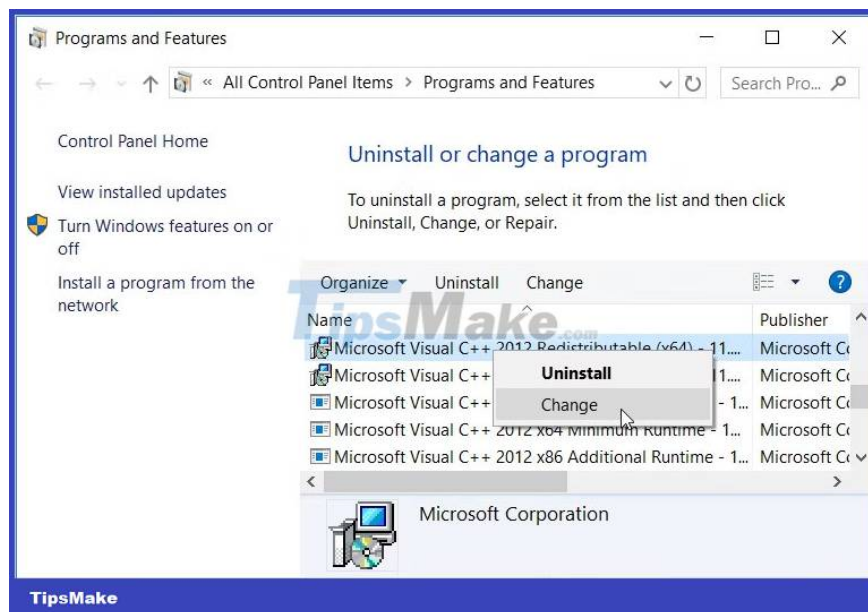 Programs and Features
« All Control Panel Items > Programs and Features
Search Pro...
Control Panel Home
View installed updates
Turn Windows features on or
off
Install a program from the
network
Uninstall or change a program
To uninstall a program, select it from the list and then click
Uninstall, Change, or Repair.
Organize Uninstall Change
TipsMake.com
Name Publisher
Microsoft Visual C++ 2012 Redistributable (x64) - 11.... Microsoft Co
Microsoft Visual C++ 11.... Microsoft Co
Microsoft Visual C++ - 1... Microsoft Co
Microsoft Visual C++ 2012 x64 Minimum Runtime - 1... Microsoft Co
Microsoft Visual C++ 2012 x86 Additional Runtime - 1... Microsoft Co
Uninstall
Change
Microsoft Corporation
TipsMake